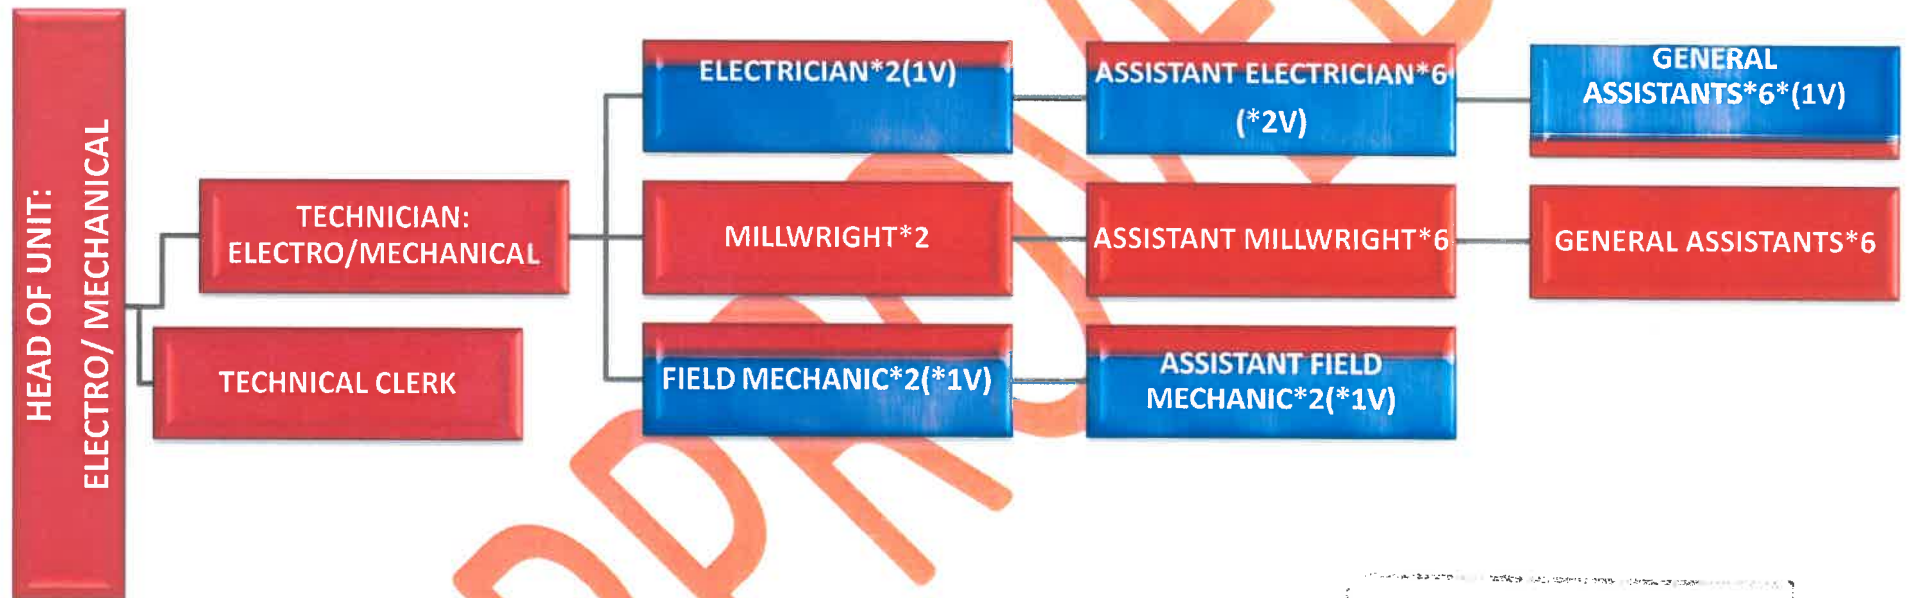 HEAD OF UNIT:
ELECTRO/ MECHANICAL
TECHNICIAN:
ELECTRO/MECHANICAL
TECHNICAL CLERK
ELECTRICIAN*2(1V)
ASSISTANT ELECTRICIAN*6
(*2V)
GENERAL
ASSISTANTS*6*(1V)
MILLWRIGHT*2
ASSISTANT MILLWRIGHT*6
GENERAL ASSISTANTS*6
FIELD MECHANIC*2(*1V)
ASSISTANT FIELD
MECHANIC*2(*1V)